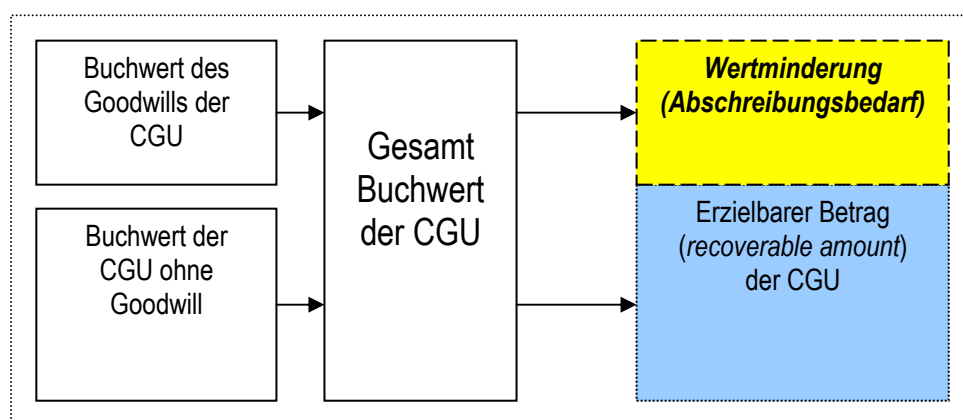 Buchwert des
Goodwills der
CGU
Buchwert der
CGU ohne
Goodwill
Gesamt
Buchwert
der CGU
Wertminderung
(Abschreibungsbedarf)
Erzielbarer Betrag
(recoverable amount)
der CGU